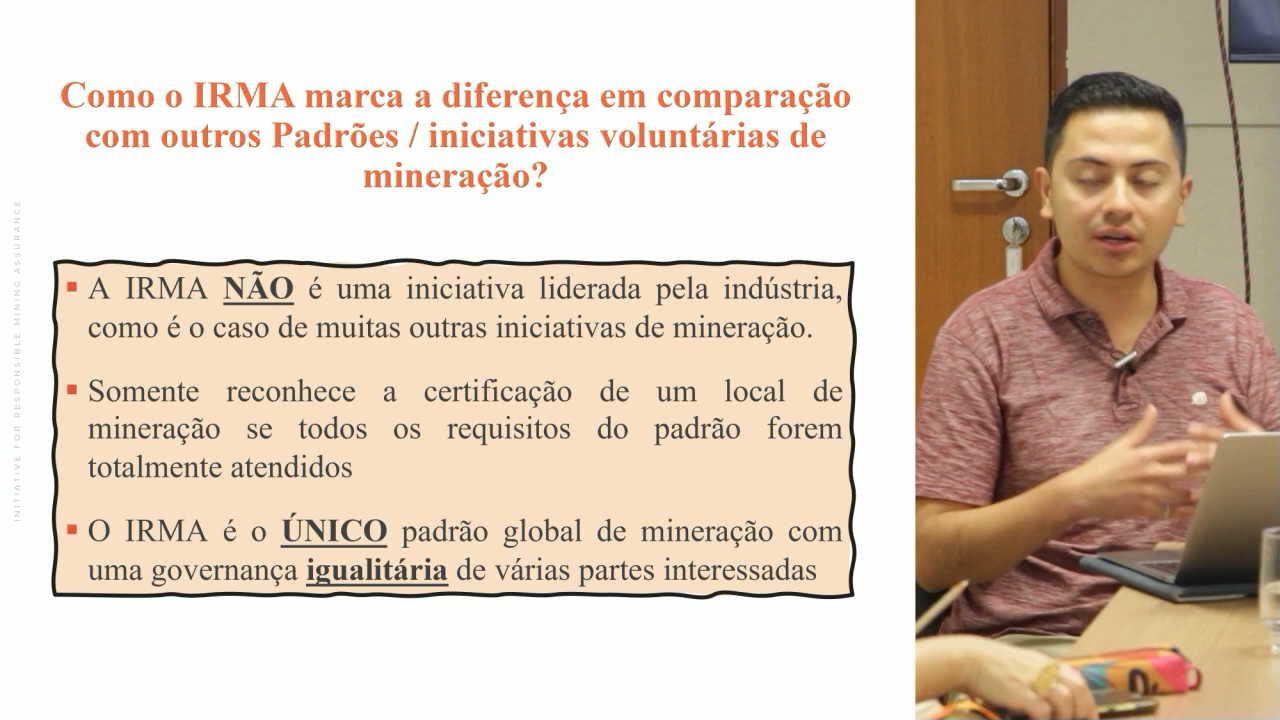 Como o IRMA marca a diferença em comparação
com outros Padrões / iniciativas voluntárias de
mineração?
INITIATIVE FOR RESPONSIBLE MINING ASSURANCE
▪ A IRMA NÃO é uma iniciativa liderada pela indústria,
como é o caso de muitas outras iniciativas de mineração.
▪ Somente reconhece a certificação de um local de
mineração se todos os requisitos do padrão forem
totalmente atendidos
▪ O IRMA é o ÚNICO padrão global de mineração com
uma governança igualitária de várias partes interessadas